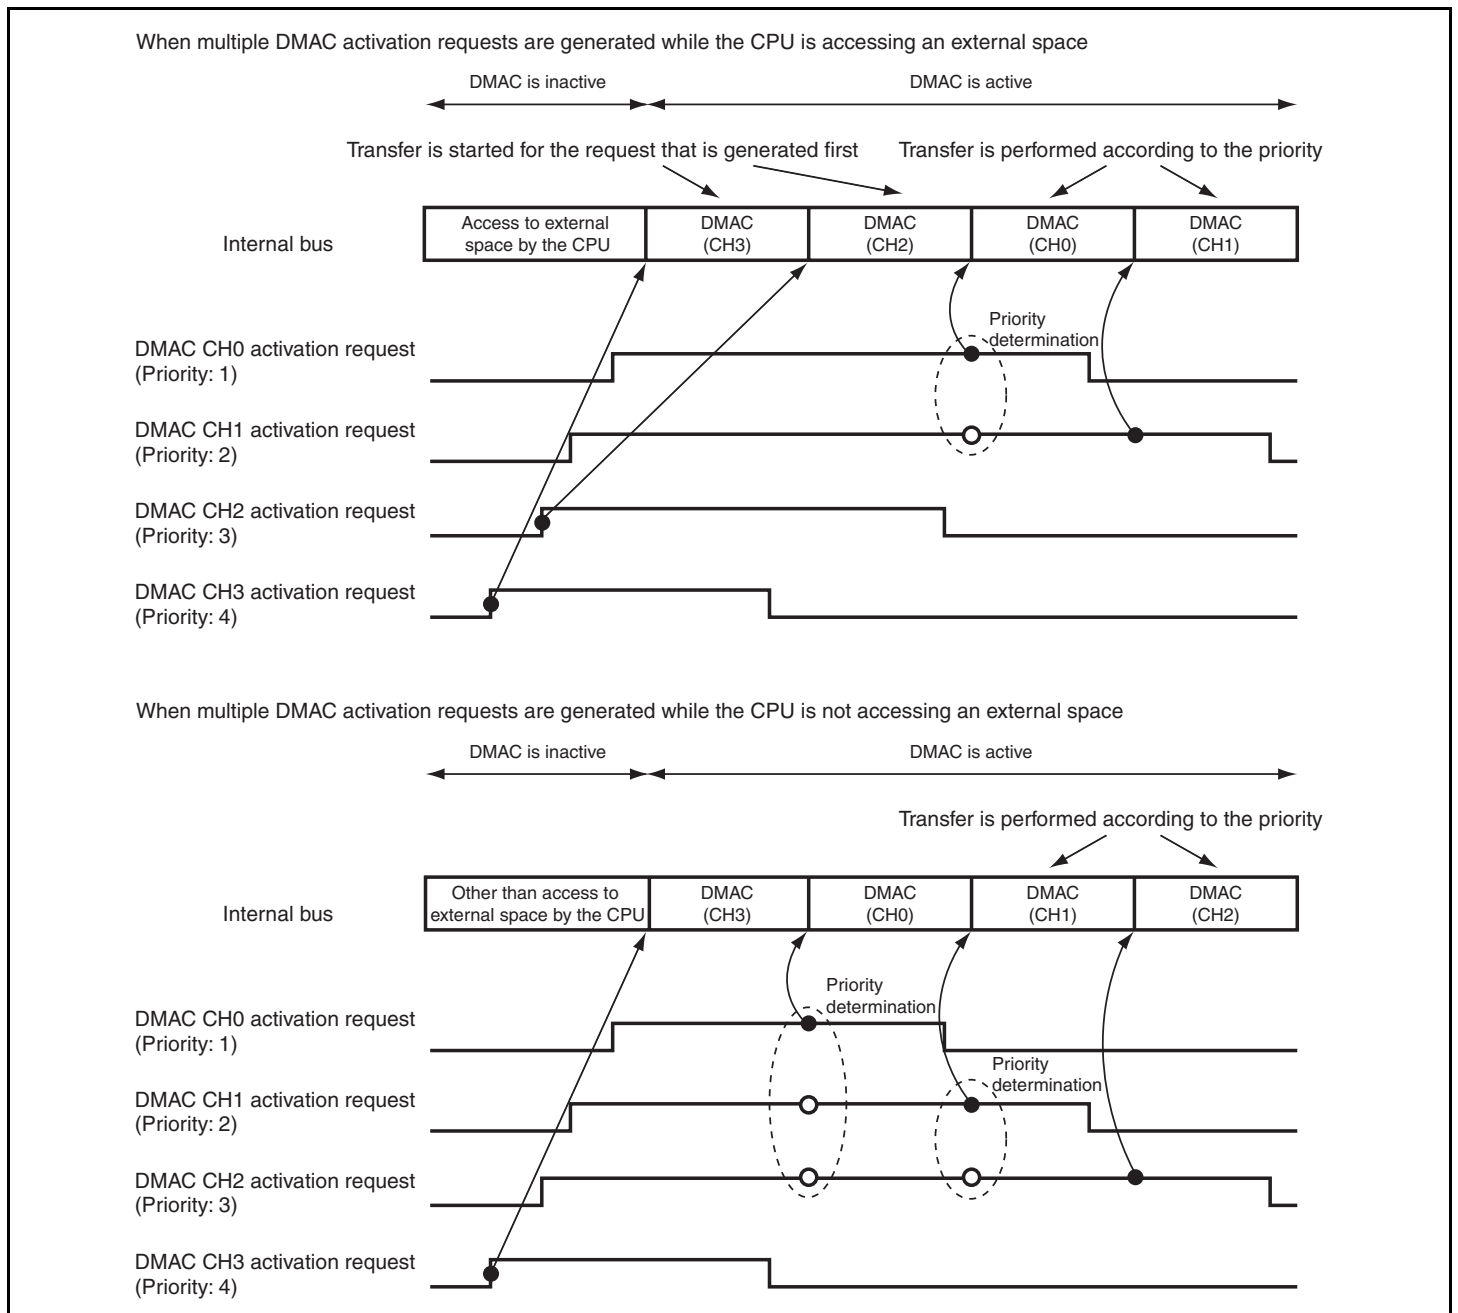 When multiple DMAC activation requests are generated while the CPU is accessing an external space
DMAC is inactive
DMAC is active
Transfer is started for the request that is generated first
Transfer is performed according to the priority
Internal bus
Access to external
space by the CPU
DMAC
(CH3)
DMAC
(CH2)
DMAC
(CH0)
DMAC
(CH1)
Priority
determination
DMAC CH0 activation request
(Priority: 1)
DMAC CH1 activation request
(Priority: 2)
DMAC CH2 activation request
(Priority: 3)
DMAC CH3 activation request
(Priority: 4)
When multiple DMAC activation requests are generated while the CPU is not accessing an external space
DMAC is inactive
DMAC is active
Transfer is performed according to the priority
Internal bus
Other than access to
external space by the CPU
DMAC
(CH3)
DMAC
(CH0)
DMAC
(CH1)
DMAC
(CH2)
Priority
determination
DMAC CH0 activation request
(Priority: 1)
Priority
determination
DMAC CH1 activation request
(Priority: 2)
DMAC CH2 activation request
(Priority: 3)
DMAC CH3 activation request
(Priority: 4)